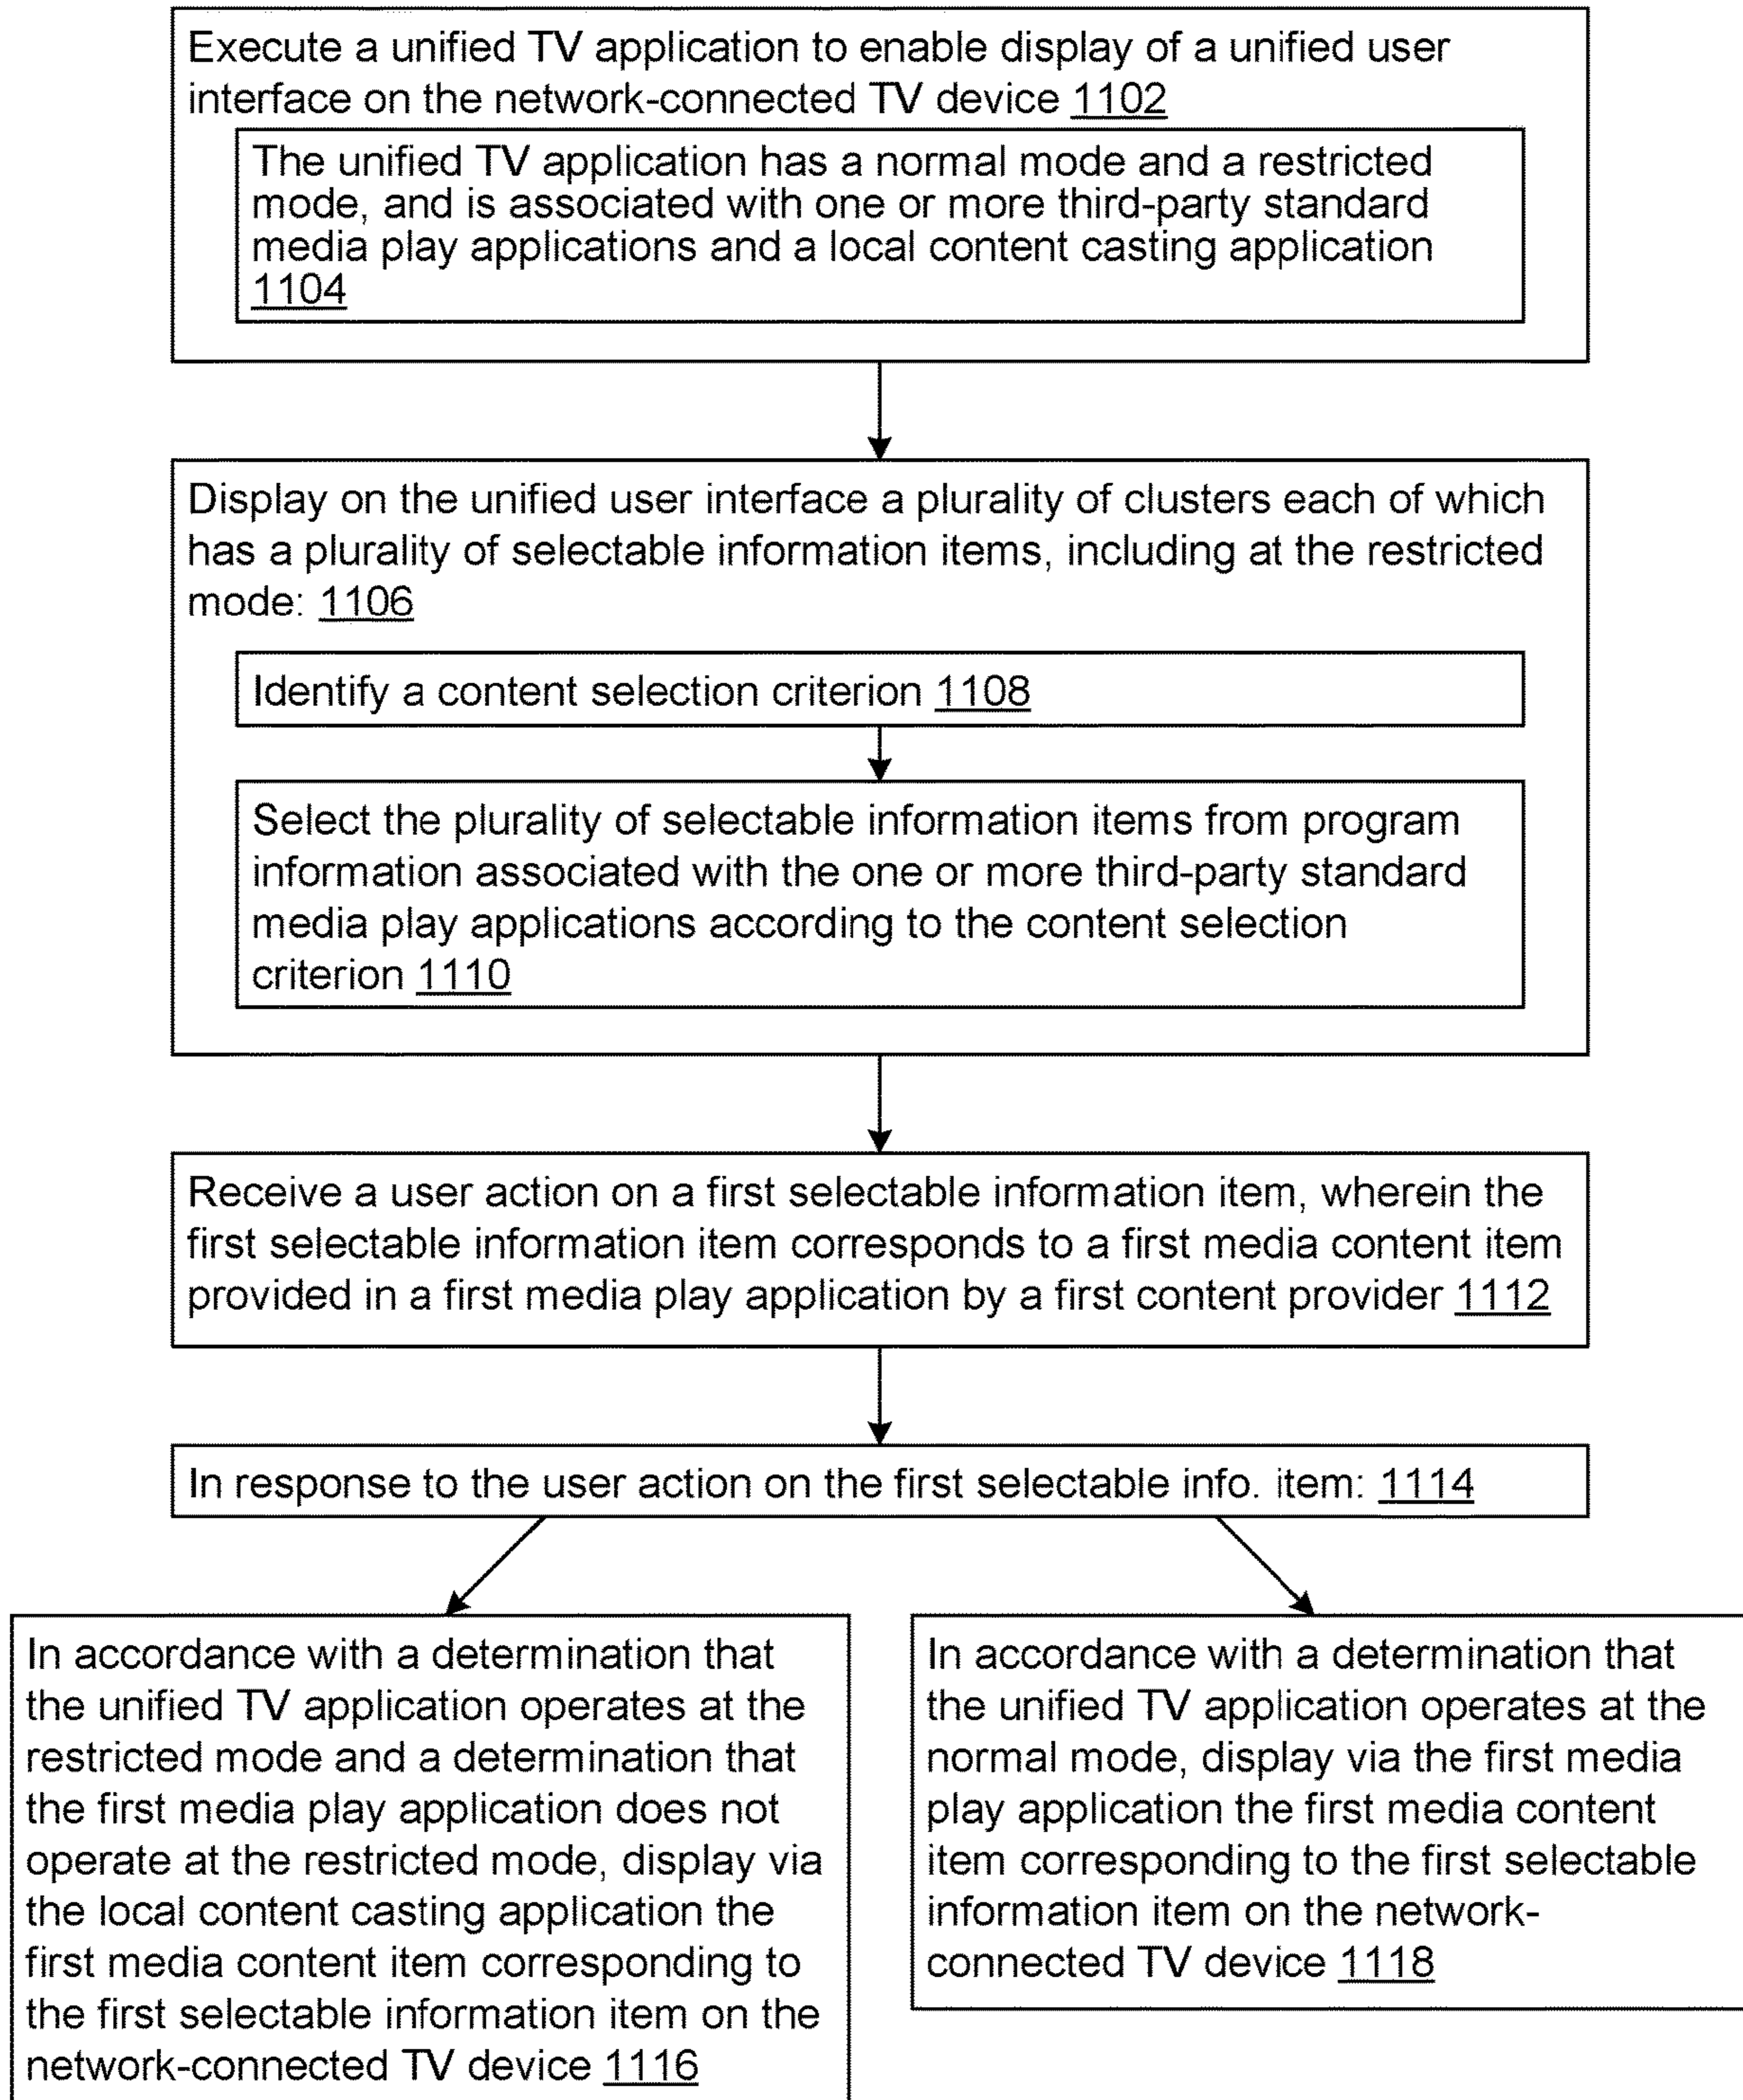 Execute a unified TV application to enable display of a unified user
interface on the network-connected TV device 1102
The unified TV application has a normal mode and a restricted
mode, and is associated with one or more third-party standard
media play applications and a local content casting application
1104
Display on the unified user interface a plurality of clusters each of which
has a plurality of selectable information items, including at the restricted
mode: 1106
Identify a content selection criterion 1108
Select the plurality of selectable information items from program
information associated with the one or more third-party standard
media play applications according to the content selection
criterion 1110
Receive a user action on a first selectable information item, wherein the
first selectable information item corresponds to a first media content item
provided in a first media play application by a first content provider 1112
In response to the user action on the first selectable info. item: 1114
In accordance with a determination that
the unified TV application operates at the
restricted mode and a determination that
the first media play application does not
operate at the restricted mode, display via
the local content casting application the
first media content item corresponding to
the first selectable information item on the
network-connected TV device 1116
In accordance with a determination that
the unified TV application operates at the
normal mode, display via the first media
play application the first media content
item corresponding to the first selectable
information item on the network-
connected TV device 1118